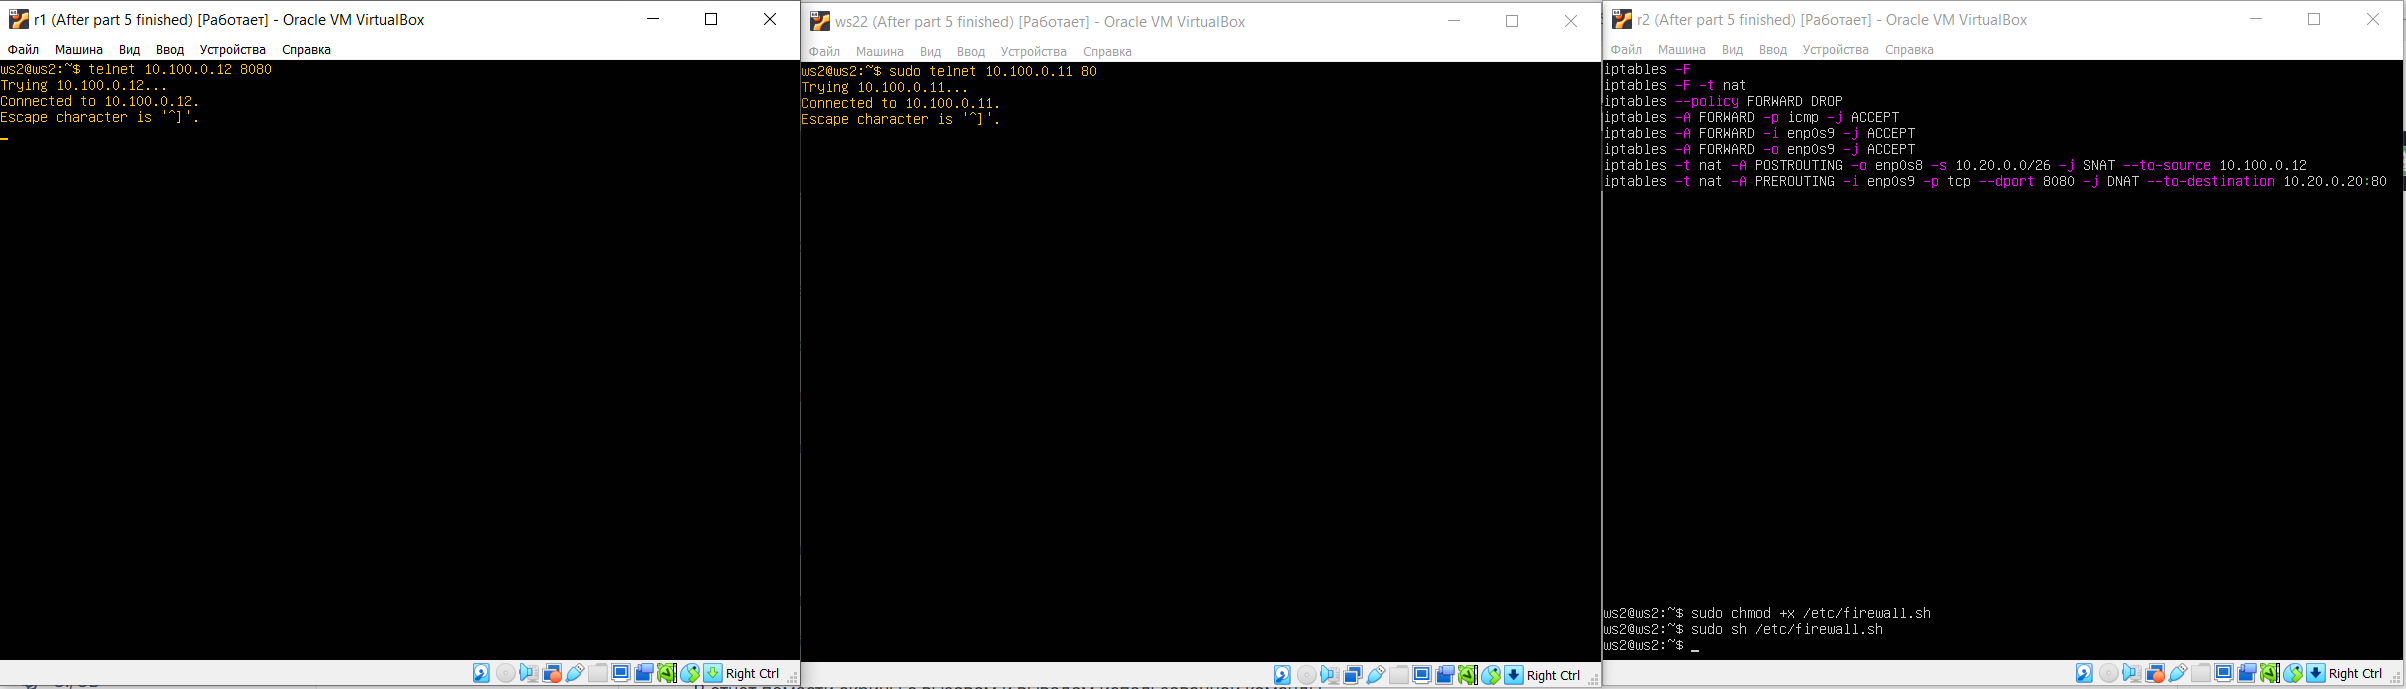 r1 (After part 5 finished) [Работает] - Oracle VM VirtualBox
Файл Машина Вид Ввод Устройства Справка
ws2@ws2:~$ telnet 10.100.0.12 8080
Trying 10.100.0.12...
Connected to 10.100.0.12.
Escape character is '^]'.
Right Ctrl
ws22 (After part 5 finished) [Работает] - Oracle VM VirtualBox
Файл Машина Вид Ввод Устройства Справка
ws2@ws2:~$ sudo telnet 10.100.0.11 80
Trying 10.100.0.11...
Connected to 10.100.0.11.
Escape character is '^]'.
Right Ctrl
r2 (After part 5 finished) [Работает] - Oracle VM VirtualBox
Файл Машина Вид Ввод Устройства Справка
iptables -F
iptables -F -t nat
iptables --policy FORWARD DROP
iptables -A FORWARD -p icmp -j ACCEPT
iptables -A FORWARD -i enp0s9 -j ACCEPT
iptables -A FORWARD -o enp0s9 -j ACCEPT
iptables -t nat -A POSTROUTING -o enp0s8 -s 10.20.0.0/26 -j SNAT --to-source 10.100.0.12
iptables -t nat -A PREROUTING -i enp0s9 -p tcp --dport 8080 -j DNAT --to-destination 10.20.0.20:80
ws2@ws2:~$ sudo chmod +x /etc/firewall.sh
ws2@ws2:~$ sudo sh /etc/firewall.sh
ws2@ws2:~$
Right Ctrl